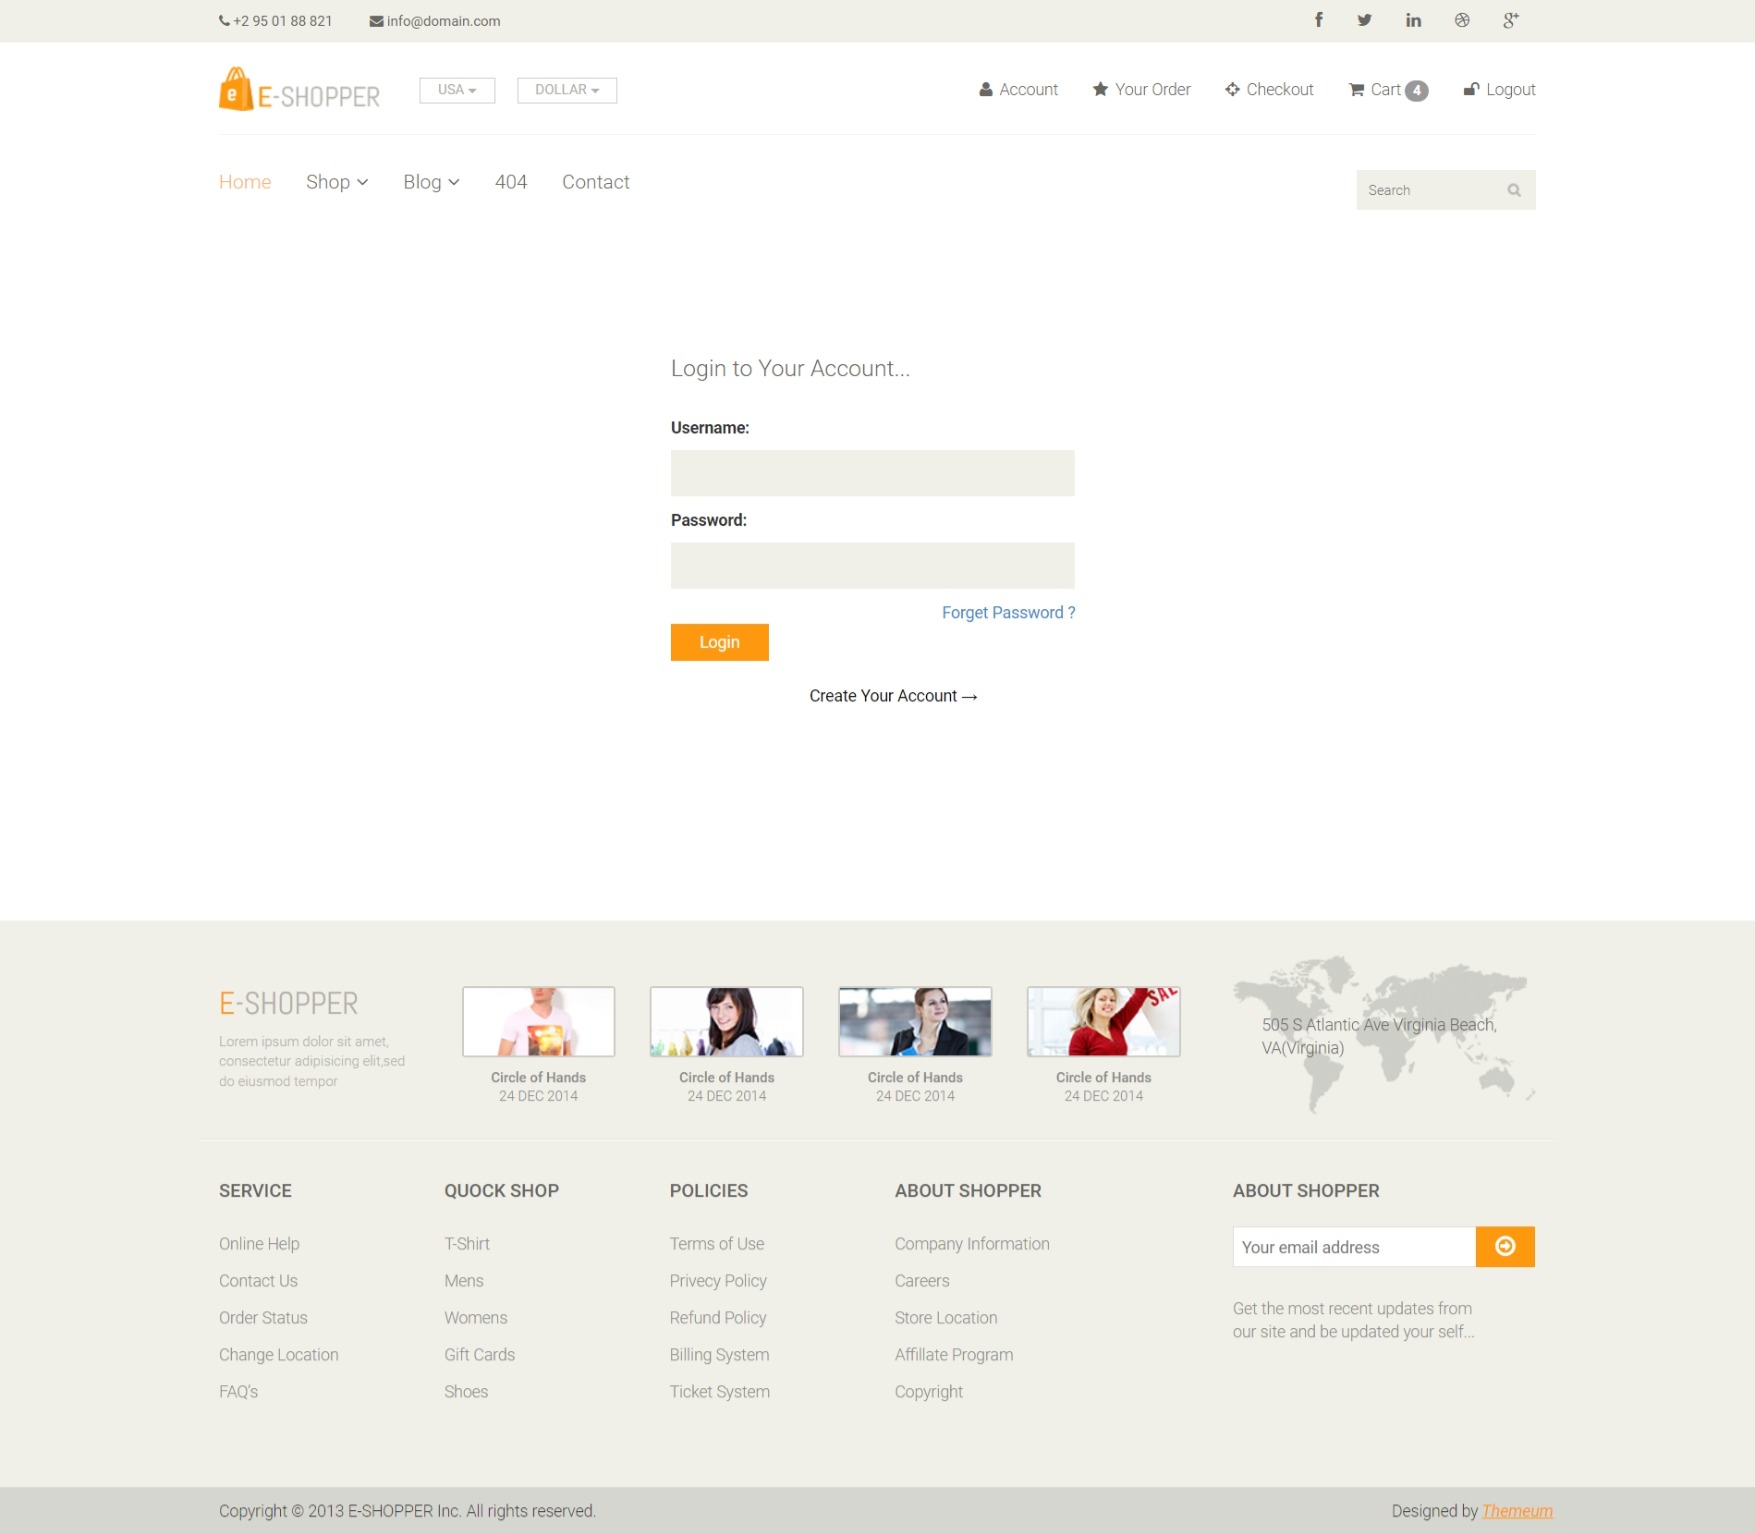 +2 95 01 88 821
info@domain.com
E-SHOPPER
USA
DOLLAR
Account
Your Order
Checkout
Cart 4
Logout
Home
Shop
Blog
404
Contact
Search
Login to Your Account...
Username:
Password:
Forget Password ?
Login
Create Your Account →
E-SHOPPER
Lorem ipsum dolor sit amet,
consectetur adipisicing elit,sed
do eiusmod tempor
Circle of Hands
24 DEC 2014
Circle of Hands
24 DEC 2014
Circle of Hands
24 DEC 2014
Circle of Hands
24 DEC 2014
505 S Atlantic Ave Virginia Beach,
VA(Virginia)
SERVICE
Online Help
Contact Us
Order Status
Change Location
FAQ's
QUOCK SHOP
T-Shirt
Mens
Womens
Gift Cards
Shoes
POLICIES
Terms of Use
Privecy Policy
Refund Policy
Billing System
Ticket System
ABOUT SHOPPER
Company Information
Careers
Store Location
Affillate Program
Copyright
ABOUT SHOPPER
Your email address
Get the most recent updates from
our site and be updated your self...
Copyright © 2013 E-SHOPPER Inc. All rights reserved.
Designed by Themeum